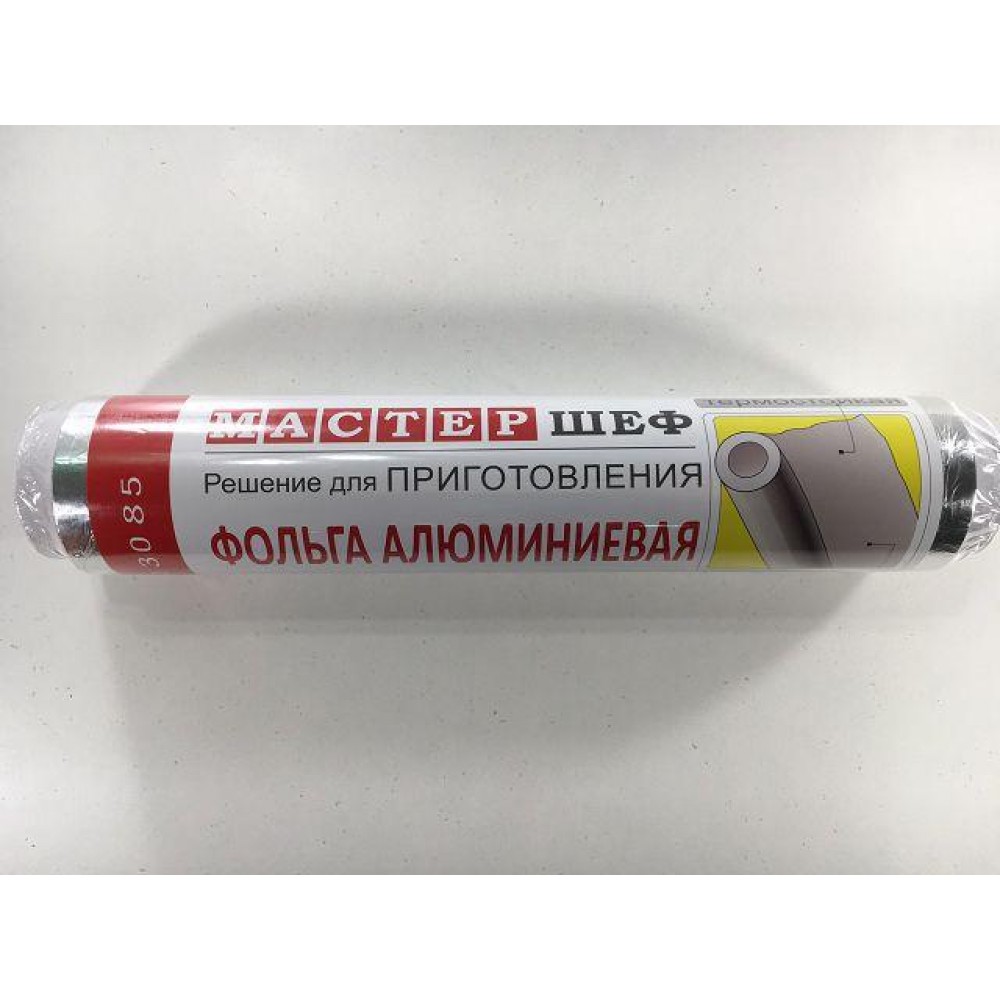 МАСТЕР ШЕФ
Решение для ПРИГОТОВЛЕНИЯ
ФОЛЬГА АЛЮМИНИЕВАЯ
термостойкая
3085